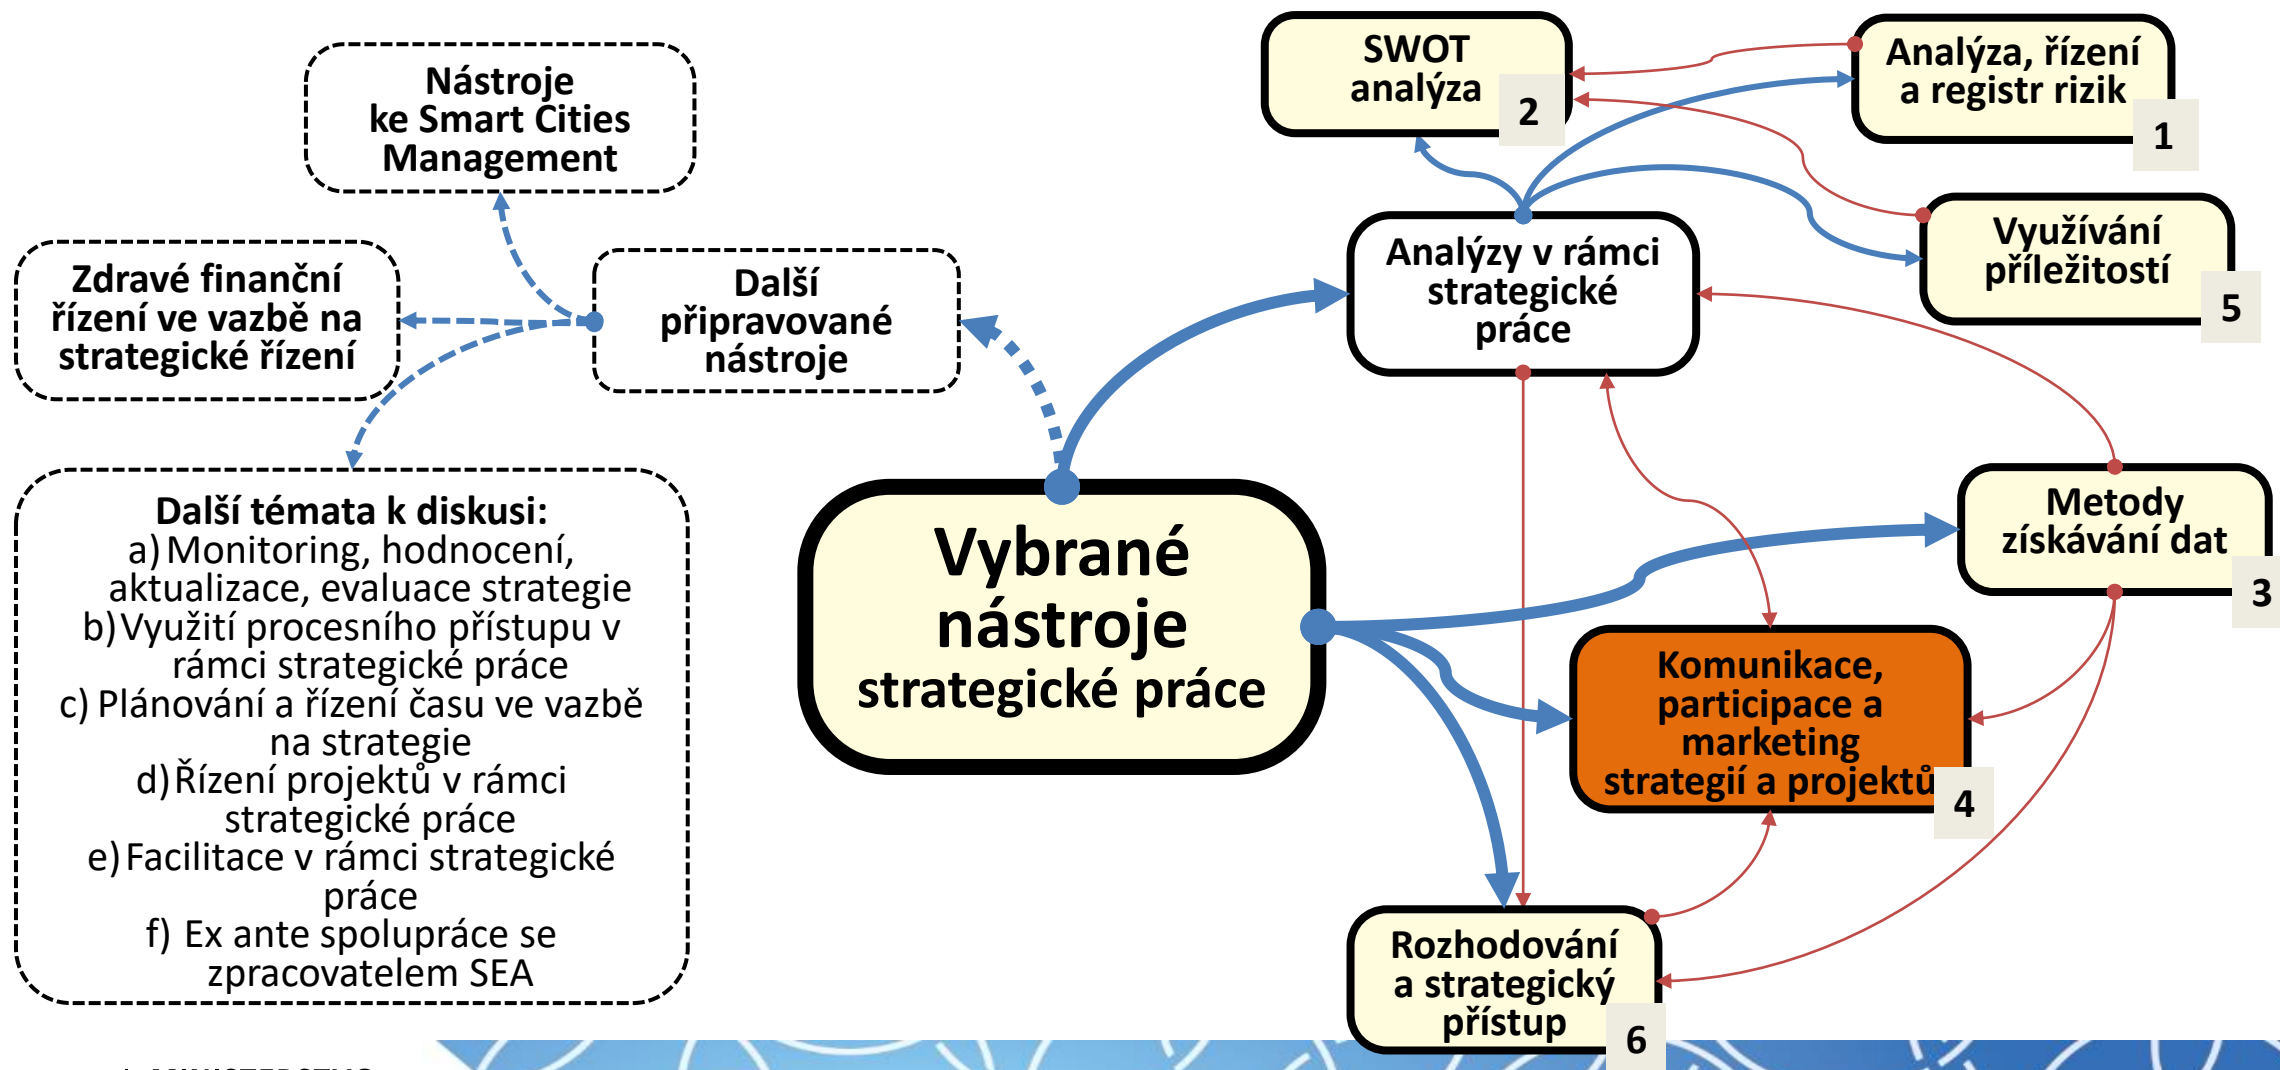 Nástroje
ke Smart Cities
Management
Zdravé finanční
řízení ve vazbě na
strategické řízení
Další
připravované
nástroje
Další témata k diskusi:
a) Monitoring, hodnocení,
aktualizace, evaluace strategie
b) Využití procesního přístupu v
rámci strategické práce
c) Plánování a řízení času ve vazbě
na strategie
d) Řízení projektů v rámci
strategické práce
e) Facilitace v rámci strategické
práce
f) Ex ante spolupráce se
zpracovatelem SEA
Vybrané
nástroje
strategické práce
SWOT
analýza
2
Analýza, řízení
a registr rizik
1
Využívání
příležitostí
5
Analýzy v rámci
strategické
práce
Metody
získávání dat
3
Komunikace,
participace a
marketing
strategií a projektů
4
Rozhodování
a strategický
přístup
6